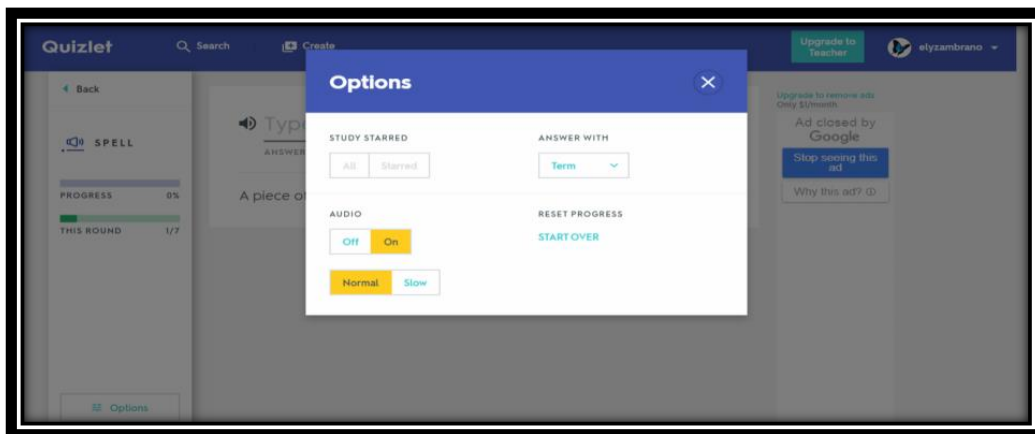 Quizlet
Search
Create
Upgrade to
Teacher
elyzambrano
Back
SPELL
PROGRESS 0%
THIS ROUND 1/7
Options
Type
ANSWER
A piece of
Options
STUDY STARRED
All Starred
ANSWER WITH
Term
AUDIO
Off On
Normal Slow
RESET PROGRESS
START OVER
Upgrade to remove ads
Only $1/month
Ad closed by
Google
Stop seeing this
ad
Why this ad?